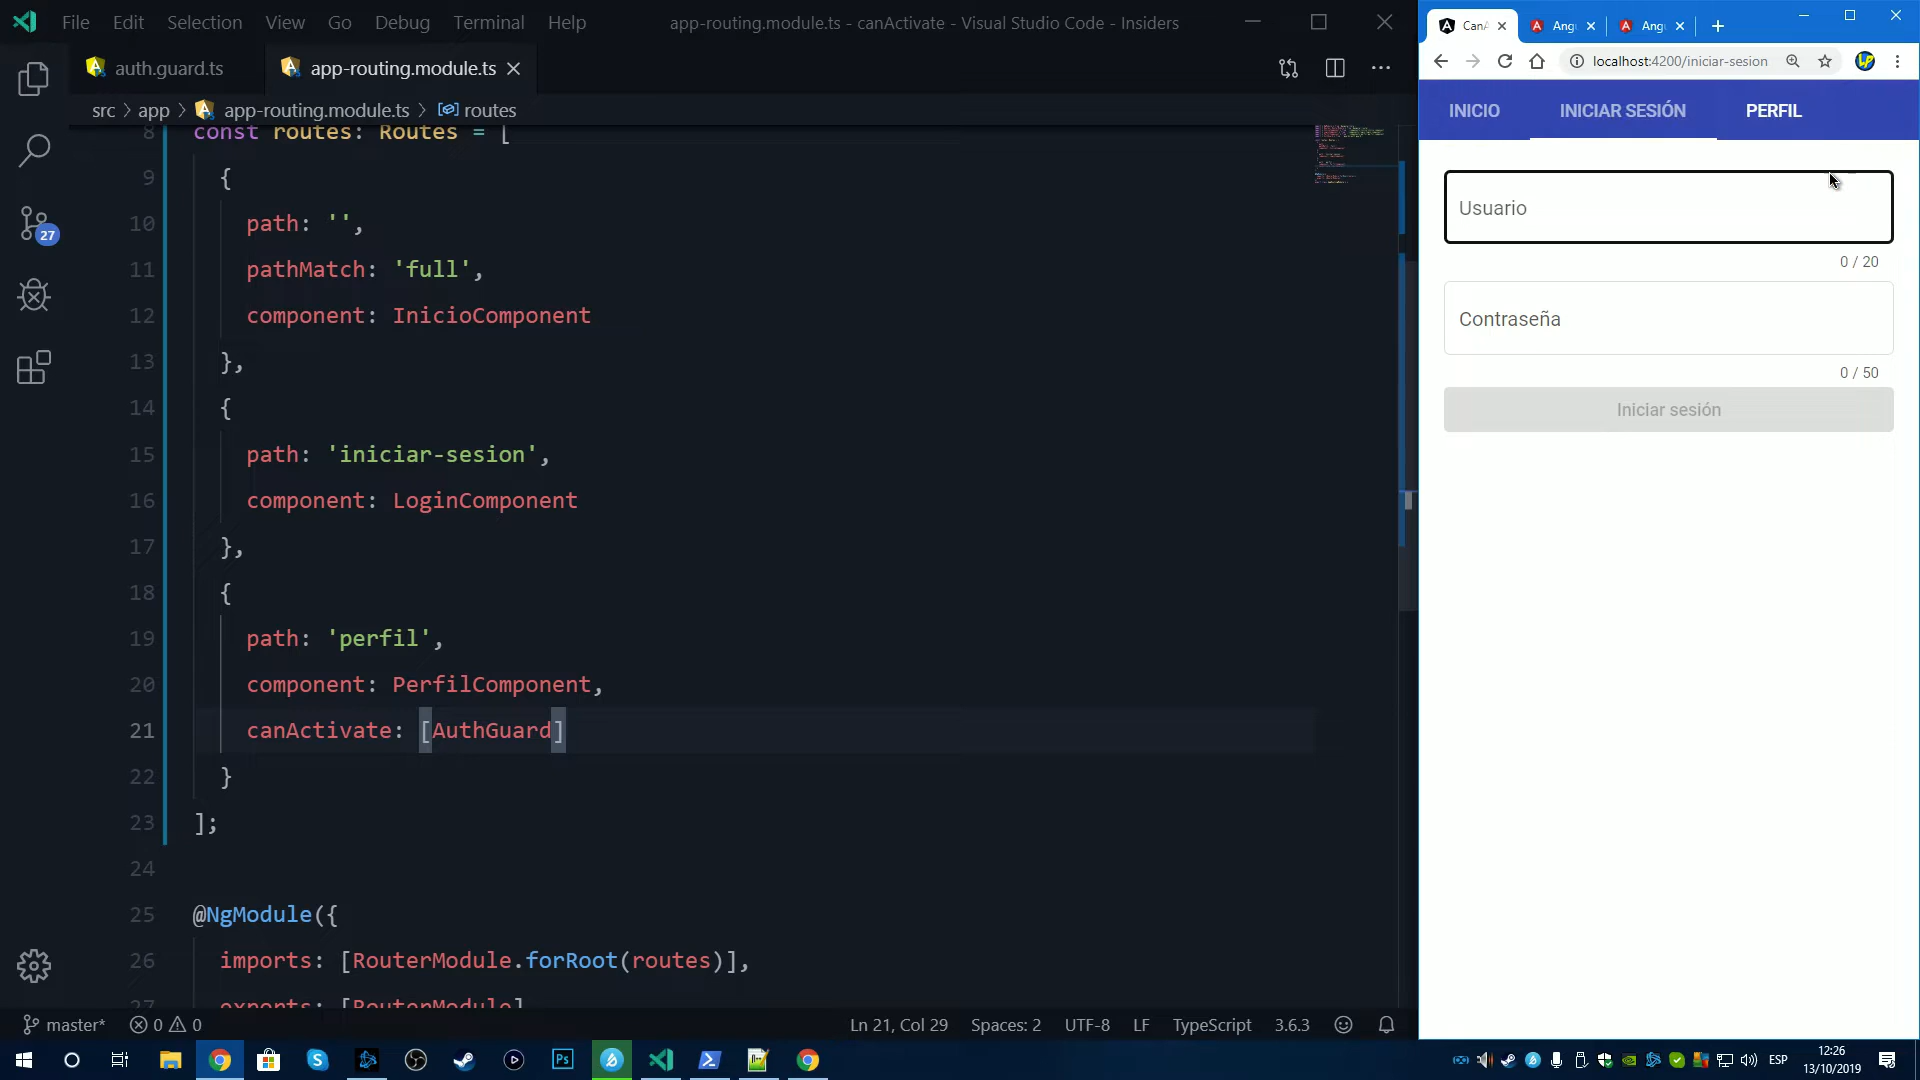 File Edit Selection View Go Debug Terminal Help
app-routing.module.ts - canActivate - Visual Studio Code - Insiders
auth.guard.ts
app-routing.module.ts
src > app > app-routing.module.ts > routes
8 const routes: Routes = [
9 {
10 path: '',
11 pathMatch: 'full',
12 component: InicioComponent
13 },
14 {
15 path: 'iniciar-sesion',
16 component: LoginComponent
17 },
18 {
19 path: 'perfil',
20 component: PerfilComponent,
21 canActivate: [AuthGuard]
22 }
23 ];
24
25 @NgModule({
26 imports: [RouterModule.forRoot(routes)],
27 exports: [RouterModule]
27
master* 0 0
Ln 21, Col 29 Spaces: 2 UTF-8 LF TypeScript 3.6.3
CanA
Ang
Ang
localhost:4200/iniciar-sesion
INICIO INICIAR SESIÓN PERFIL
Usuario
0 / 20
Contraseña
0 / 50
Iniciar sesión
Ps
ESP
12:26
13/10/2019